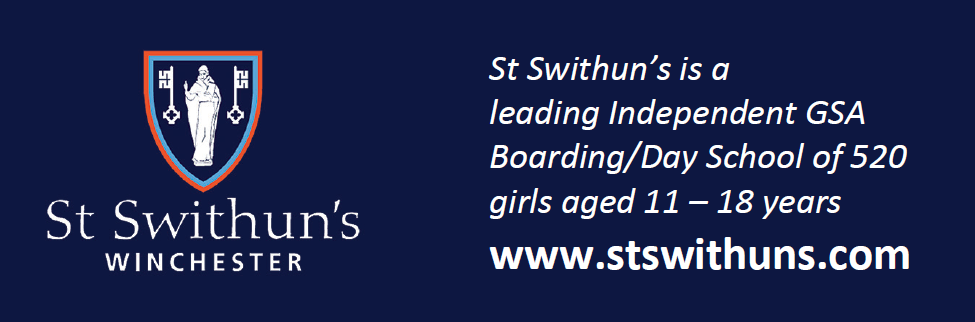 St Swithun's
WINCHESTER
St Swithun’s is a
leading Independent GSA
Boarding/Day School of 520
girls aged 11 – 18 years
www.stswithuns.com